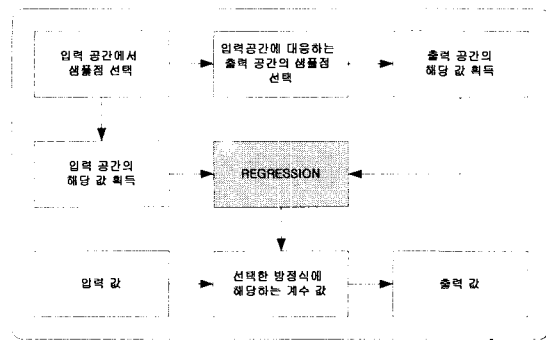 입력 공간에서
샘플점 선택
입력공간에 대응하는
출력 공간의 샘플점
선택
출력 공간의
해당 값 획득
입력 공간의
해당 값 획득
REGRESSION
입력 값
선택한 방정식에
해당하는 계수 값
출력 값